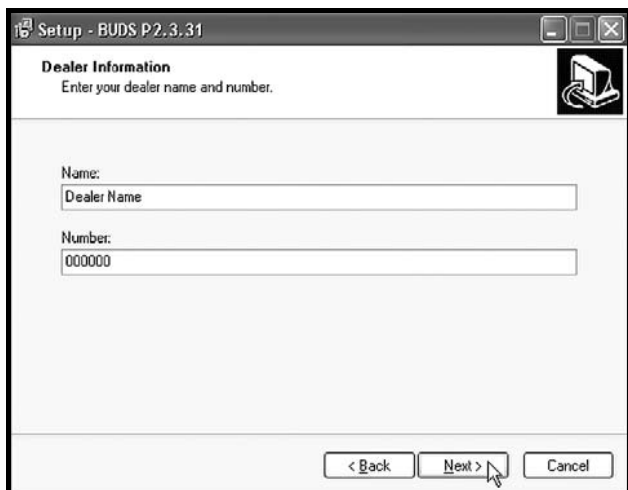 Setup - BUDS P2.3.31
Dealer Information
Enter your dealer name and number.
Name:
Dealer Name
Number:
000000
< Back Next > Cancel